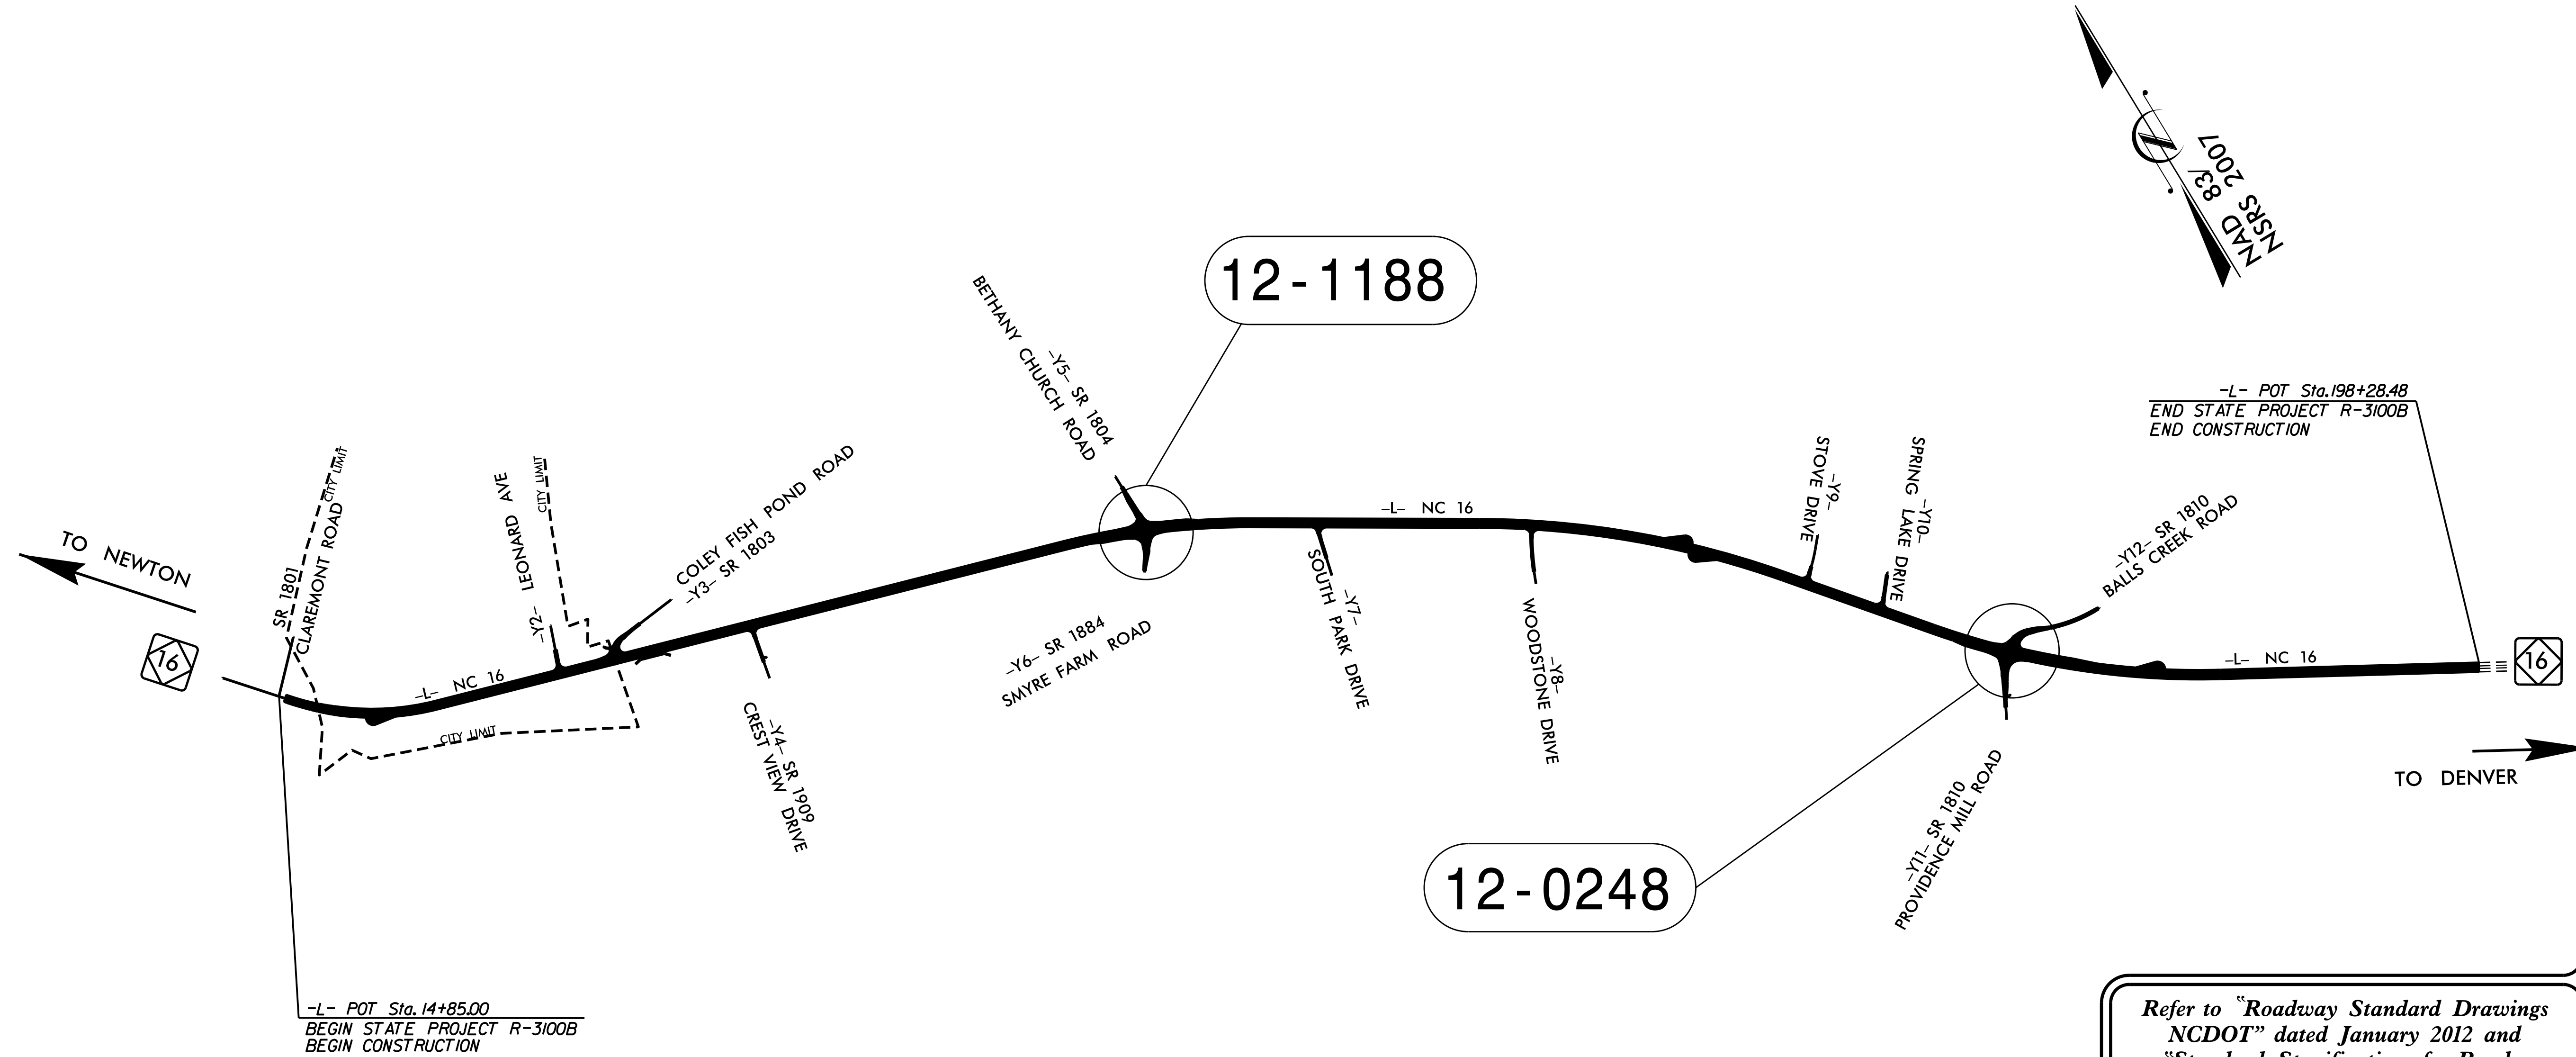 NAD 83/
NSRS 2007
12-1188
BETHANY CHURCH ROAD
-Y5- SR 1804
-L- POT Sta. 198+28.48
END STATE PROJECT R-3100B
END CONSTRUCTION
TO NEWTON
16
SR 1801
CLAREMONT ROAD
CITY LIMIT
-Y2- LEONARD AVE
CITY LIMIT
COLEY FISH POND ROAD
-Y3- SR 1803
-L- NC 16
STOVE DRIVE
-Y9-
SPRING LAKE DRIVE
-Y10-
-Y12- SR 1810
BALLS CREEK ROAD
-L- NC 16
CITY LIMIT
-Y4- SR 1909
CREST VIEW DRIVE
-Y6- SR 1884
SMYRE FARM ROAD
-Y7-
SOUTH PARK DRIVE
-Y8-
WOODSTONE DRIVE
-L- NC 16
16
TO DENVER
-Y11- SR 1810
PROVIDENCE MILL ROAD
12-0248
-L- POT Sta. 14+85.00
BEGIN STATE PROJECT R-3100B
BEGIN CONSTRUCTION
Refer to "Roadway Standard Drawings
NCDOT" dated January 2012 and